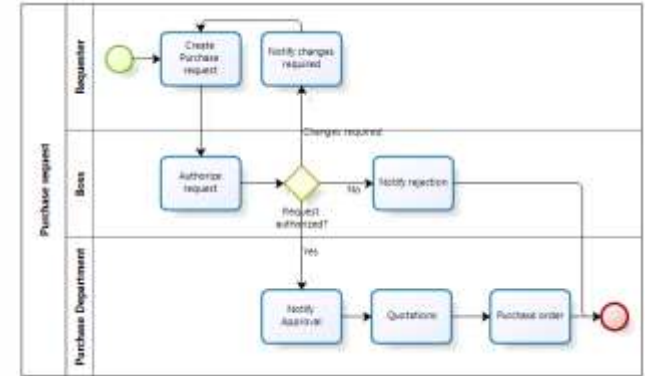 Purchase request
Requester
Create
Purchase
request
Notify changes
required
Changes required
Boss
Authorize
request
Request
authorized?
No
Notify rejection
Yes
Purchase Department
Notify
Approval
Quotations
Purchase order